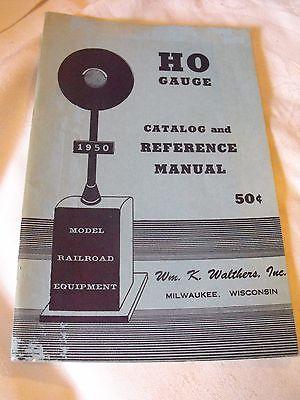 HO
GAUGE
CATALOG and
REFERENCE
MANUAL
50¢
1950
MODEL
RAILROAD
EQUIPMENT
Wm. K. Walthers, Inc.
MILWAUKEE, WISCONSIN